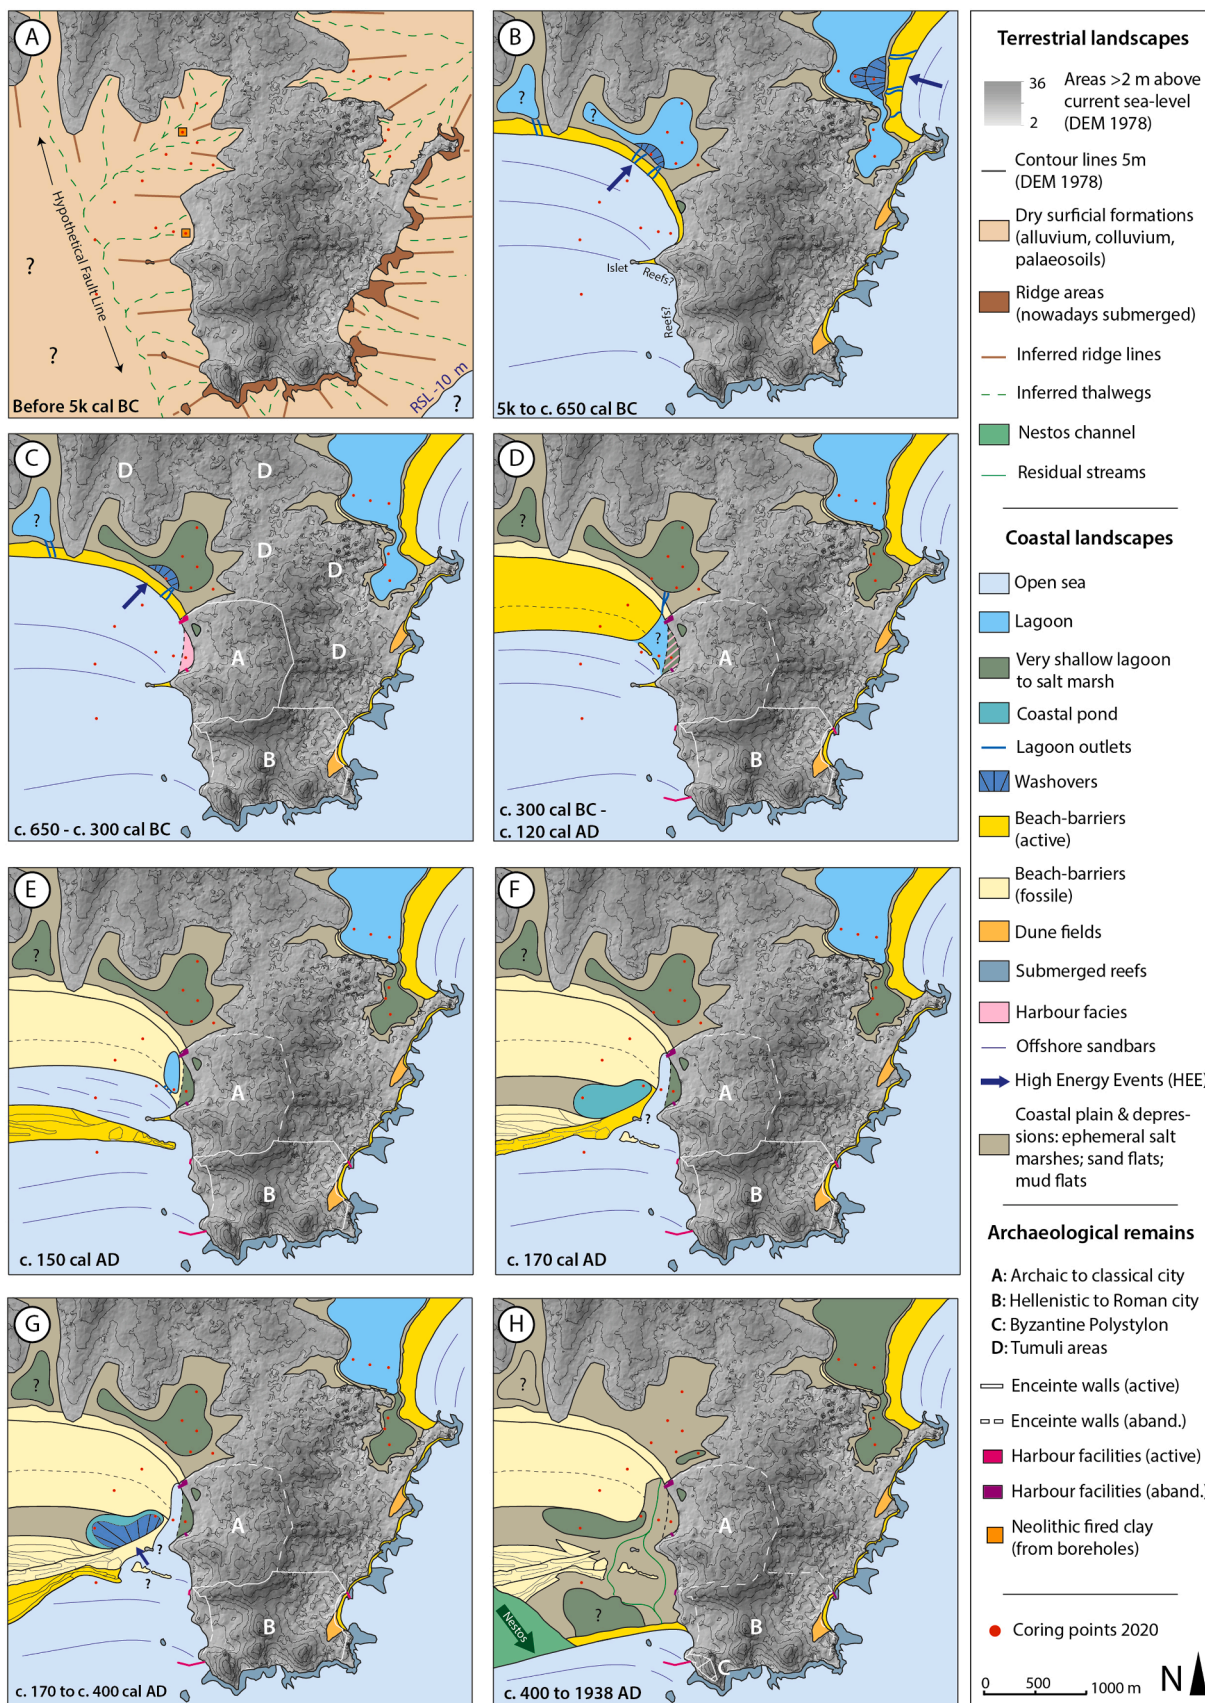 A
Hypothetical Fault Line
?
?
RSL -10 m
?
Before 5k cal BC
B
?
?
Islet
Reefs?
Reefs?
5k to c. 650 cal BC
C
D
D
?
D
D
A
D
B
c. 650 - c. 300 cal BC
D
?
?
A
B
c. 300 cal BC -
c. 120 cal AD
E
?
A
B
c. 150 cal AD
F
?
A
?
B
c. 170 cal AD
G
?
A
?
?
B
c. 170 to c. 400 cal AD
H
?
A
?
B
Nestos
C
c. 400 to 1938 AD
Terrestrial landscapes
36
2
Areas >2 m above
current sea-level
(DEM 1978)
Contour lines 5m
(DEM 1978)
Dry surficial formations
(alluvium, colluvium,
palaeosoils)
Ridge areas
(nowadays submerged)
Inferred ridge lines
Inferred thalwegs
Nestos channel
Residual streams
Coastal landscapes
Open sea
Lagoon
Very shallow lagoon
to salt marsh
Coastal pond
Lagoon outlets
Washovers
Beach-barriers
(active)
Beach-barriers
(fossile)
Dune fields
Submerged reefs
Harbour facies
Offshore sandbars
High Energy Events (HEE)
Coastal plain & depres-
sions: ephemeral salt
marshes; sand flats;
mud flats
Archaeological remains
A: Archaic to classical city
B: Hellenistic to Roman city
C: Byzantine Polystylon
D: Tumuli areas
Enceinte walls (active)
Enceinte walls (aband.)
Harbour facilities (active)
Harbour facilities (aband.)
Neolithic fired clay
(from boreholes)
Coring points 2020
0 500 1000 m
N